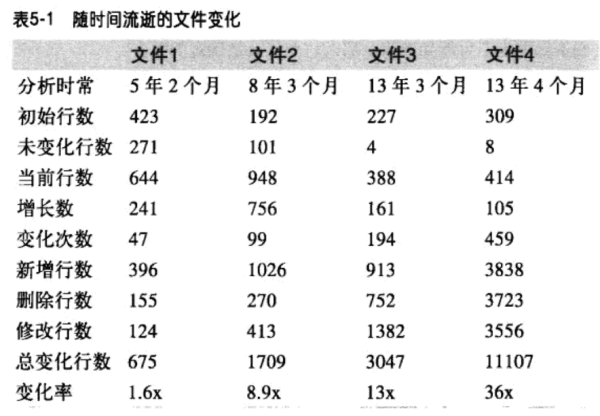 表5-1 随时间流逝的文件变化
文件1 文件2 文件3 文件4
分析时常 5年2个月 8年3个月 13年3个月 13年4个月
初始行数 423 192 227 309
未变化行数 271 101 4 8
当前行数 644 948 388 414
增长数 241 756 161 105
变化次数 47 99 194 459
新增行数 396 1026 913 3838
删除行数 155 270 752 3723
修改行数 124 413 1382 3556
总变化行数 675 1709 3047 11107
变化率 1.6x 8.9x 13x 36x